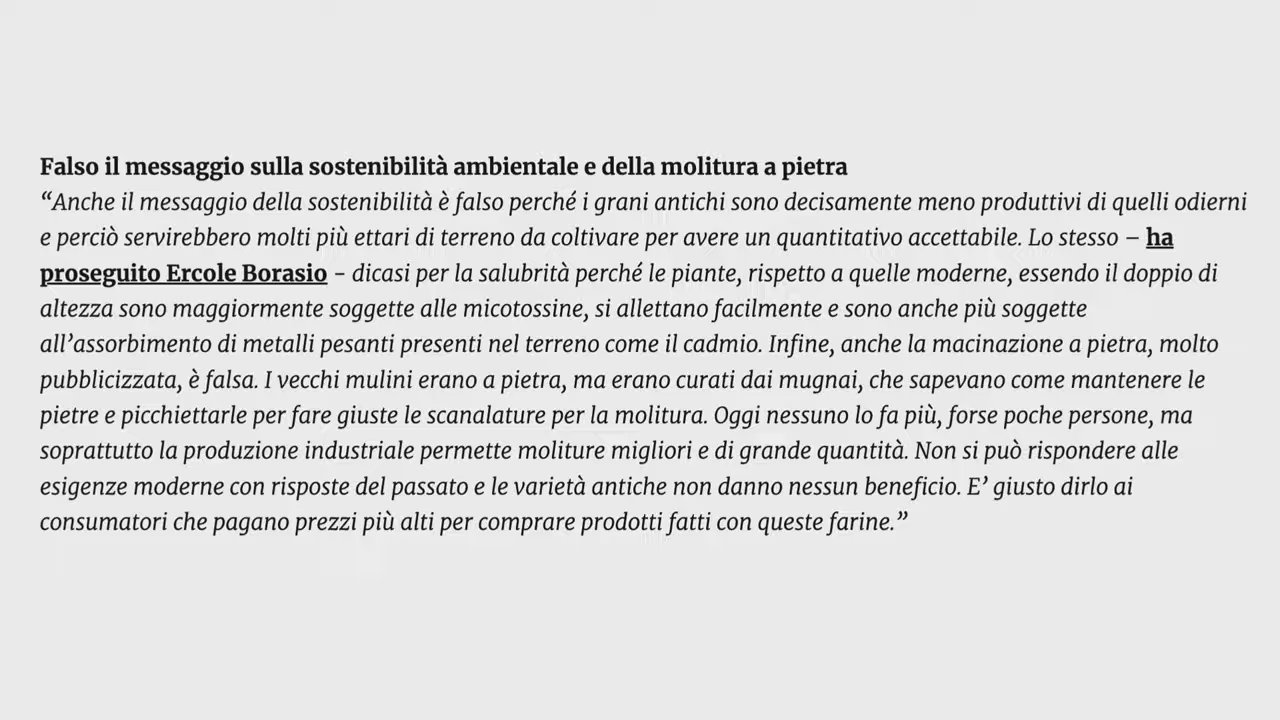 Falso il messaggio sulla sostenibilità ambientale e della molitura a pietra
“Anche il messaggio della sostenibilità è falso perché i grani antichi sono decisamente meno produttivi di quelli odierni
e perciò servirebbero molti più ettari di terreno da coltivare per avere un quantitativo accettabile. Lo stesso – ha
proseguito Ercole Borasio - dicasi per la salubrità perché le piante, rispetto a quelle moderne, essendo il doppio di
altezza sono maggiormente soggette alle micotossine, si allettano facilmente e sono anche più soggette
all’assorbimento di metalli pesanti presenti nel terreno come il cadmio. Infine, anche la macinazione a pietra, molto
pubblicizzata, è falsa. I vecchi mulini erano a pietra, ma erano curati dai mugnai, che sapevano come mantenere le
pietre e picchiettarle per fare giuste le scanalature per la molitura. Oggi nessuno lo fa più, forse poche persone, ma
soprattutto la produzione industriale permette moliture migliori e di grande quantità. Non si può rispondere alle
esigenze moderne con risposte del passato e le varietà antiche non danno nessun beneficio. E’ giusto dirlo ai
consumatori che pagano prezzi più alti per comprare prodotti fatti con queste farine.”